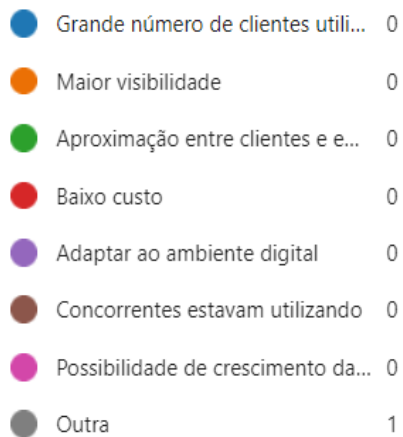 Grande número de clientes utili... 0
Maior visibilidade 0
Aproximação entre clientes e e... 0
Baixo custo 0
Adaptar ao ambiente digital 0
Concorrentes estavam utilizando 0
Possibilidade de crescimento da... 0
Outra 1